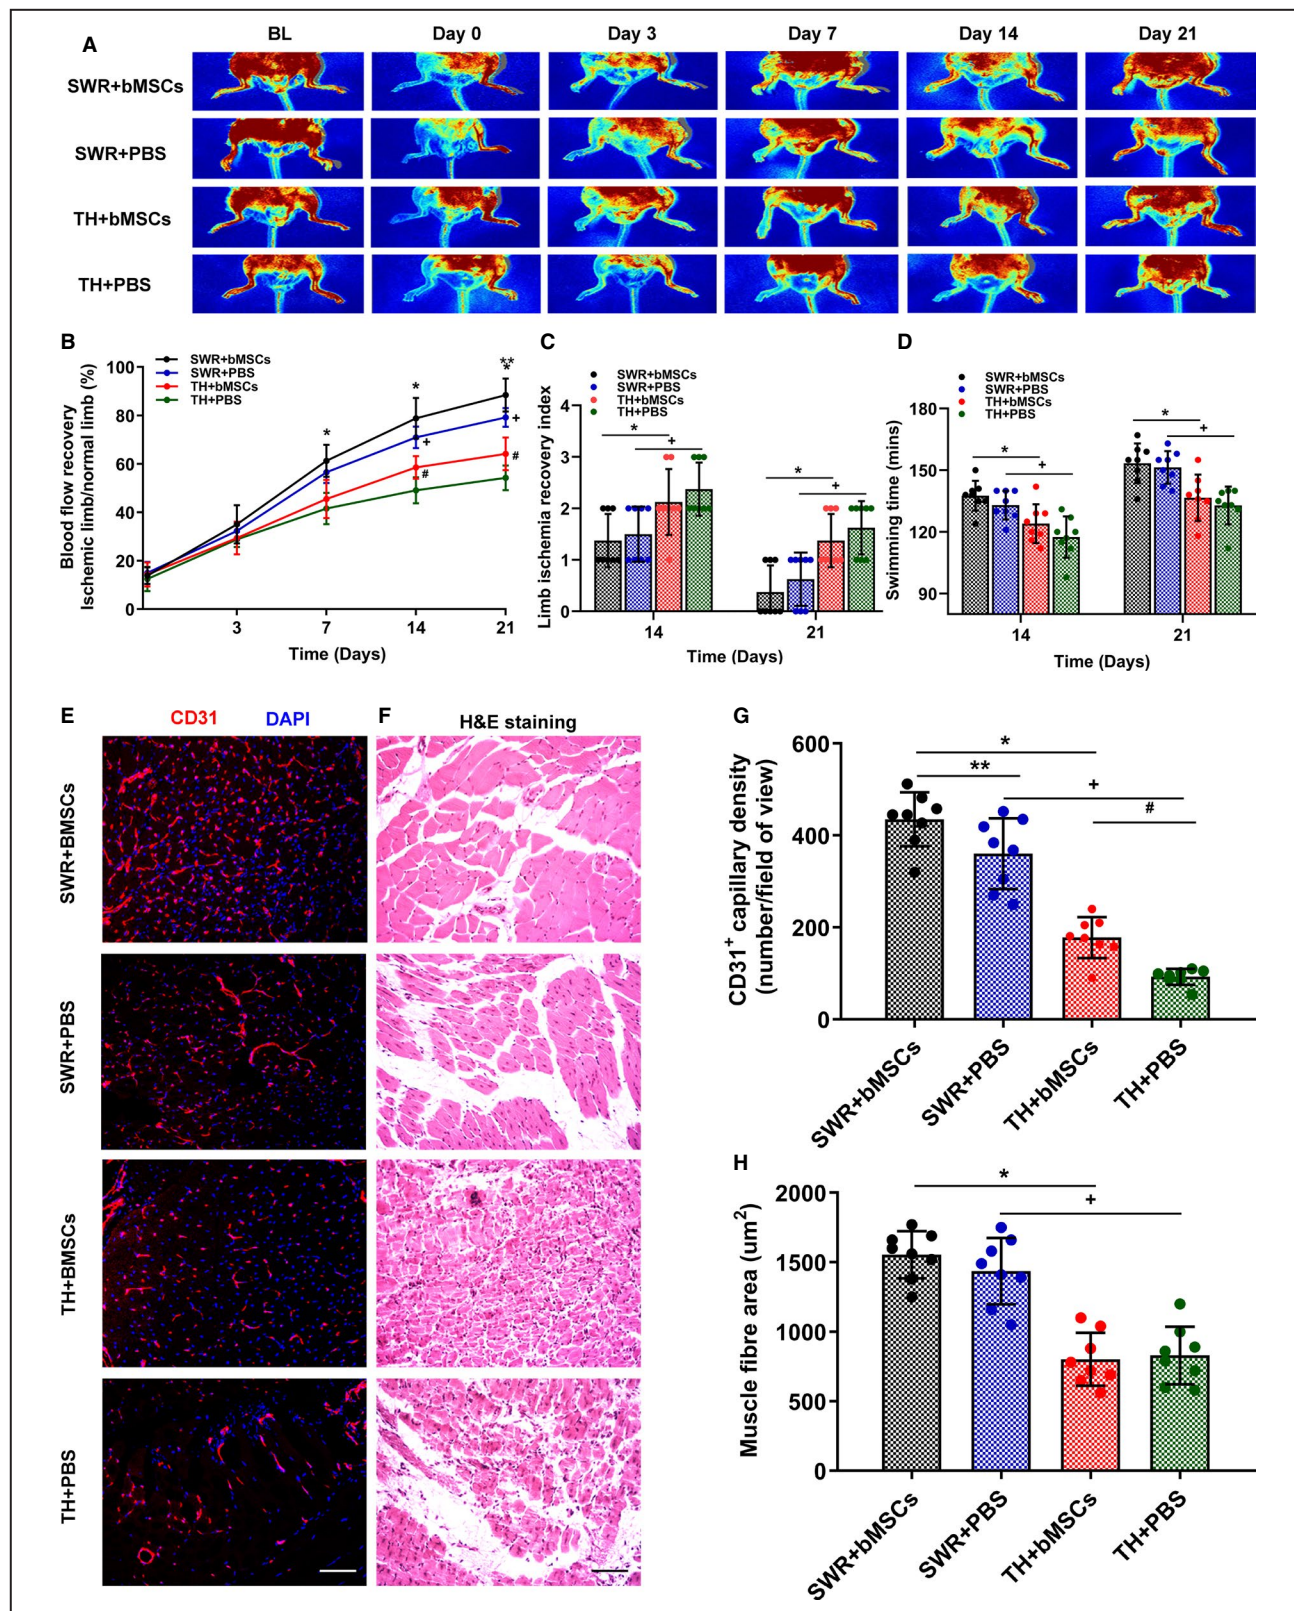 A
BL Day 0 Day 3 Day 7 Day 14 Day 21
SWR+bMSCs
SWR+PBS
TH+bMSCs
TH+PBS
B
SWR+bMSCs
SWR+PBS
TH+bMSCs
TH+PBS
Blood flow recovery
Ischemic limb/normal limb (%)
100
80
60
40
20
0
* * ** *
+ +
# #
3 7 14 21
Time (Days)
C
SWR+bMSCs
SWR+PBS
TH+bMSCs
TH+PBS
Limb ischemia recovery index
4
3
2
1
0
* +
* +
14 21
Time (Days)
D
SWR+bMSCs
SWR+PBS
TH+bMSCs
TH+PBS
Swimming time (mins)
180
150
120
90
* +
* +
14 21
Time (Days)
E
CD31 DAPI
SWR+BMSCs
SWR+PBS
TH+BMSCs
TH+PBS
F
H&E staining
G
CD31+ capillary density
(number/field of view)
600
400
200
0
*
**
+
#
SWR+bMSCs
SWR+PBS
TH+bMSCs
TH+PBS
H
Muscle fibre area (um2)
2000
1500
1000
500
0
*
+
SWR+bMSCs
SWR+PBS
TH+bMSCs
TH+PBS